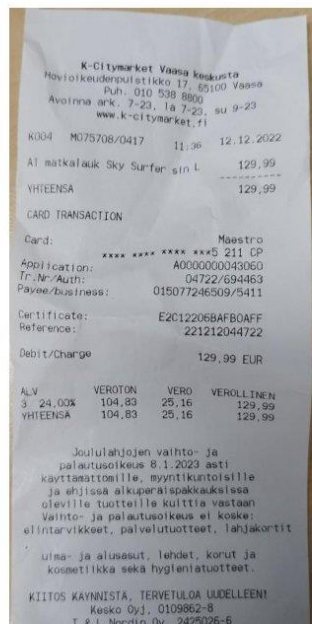 K-Citymarket Vaasa keskusta
Hovioikeudenpuistikko 17, 65100 Vaasa
Puh. 010 538 8800
Avoinna ark. 7-23, la 7-23, su 9-23
www.k-citymarket.fi
K004 M075708/0417 11:36 12.12.2022
AT matkalauk Sky Surfer sin L 129,99
----------
YHTEENSÄ 129,99
CARD TRANSACTION
Card: Maestro
**** **** **** ***5 211 CP
Application: A0000000043060
Tr.Nr/Auth: 04722/694463
Payee/business: 015077246509/5411
Certificate: E2C12206BAFB0AFF
Reference: 221212044722
Debit/Charge 129,99 EUR
ALV VEROTON VERO VEROLLINEN
3 24,00% 104,83 25,16 129,99
YHTEENSÄ 104,83 25,16 129,99
Joululahjojen vaihto- ja
palautusoikeus 8.1.2023 asti
käyttämättömille, myyntikuntoisille
ja ehjissä alkuperäispakkauksissa
oleville tuotteille kuittia vastaan
Vaihto- ja palautusoikeus ei koske:
elintarvikkeet, palvelutuotteet, lahjakortit
uima- ja alusasut, lehdet, korut ja
kosmetiikka sekä hygieniatuotteet.
KIITOS KÄYNNISTÄ, TERVETULOA UUDELLEEN!
Kesko Oyj, 0109862-8
T & L Nordin Oy, 2425026-6